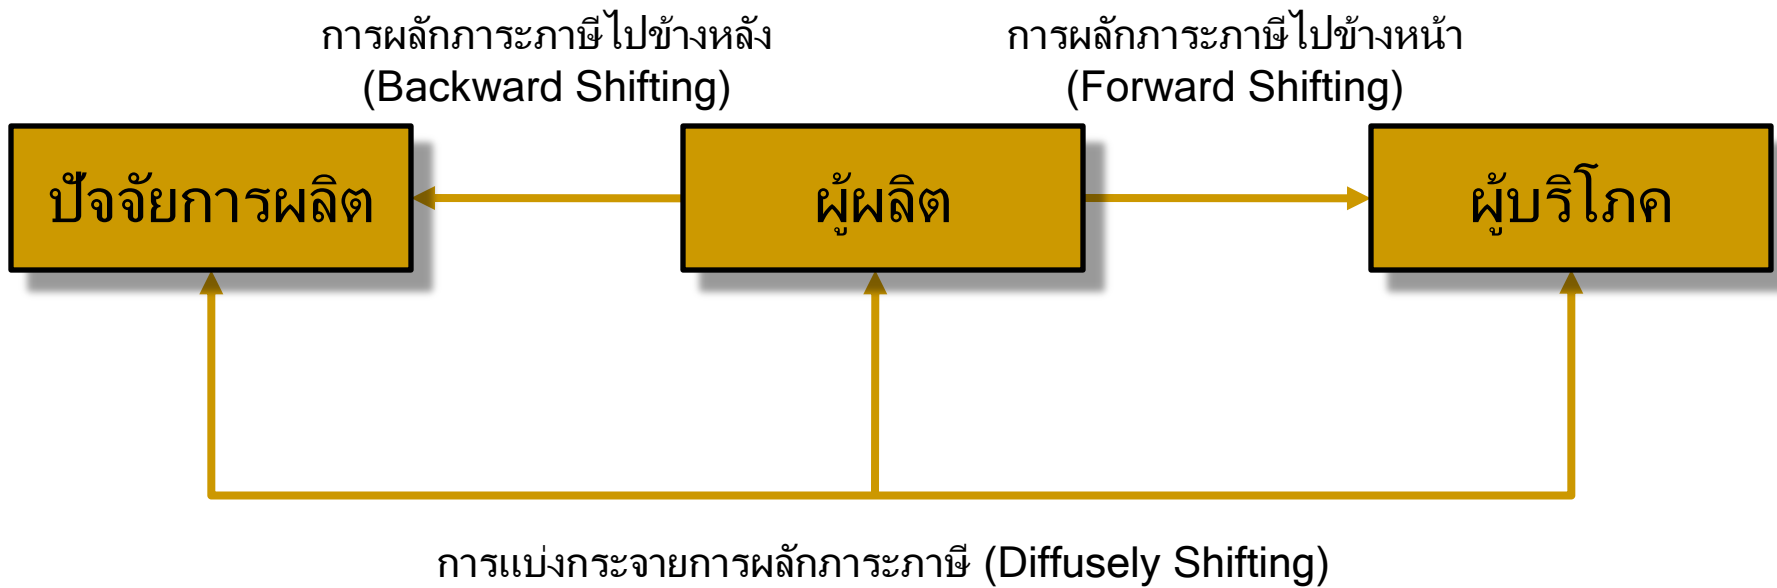 การผลักภาระภาษีไปข้างหลัง
(Backward Shifting)
การผลักภาระภาษีไปข้างหน้า
(Forward Shifting)
ปัจจัยการผลิต
ผู้ผลิต
ผู้บริโภค
การแบ่งกระจายการผลักภาระภาษี (Diffusely Shifting)